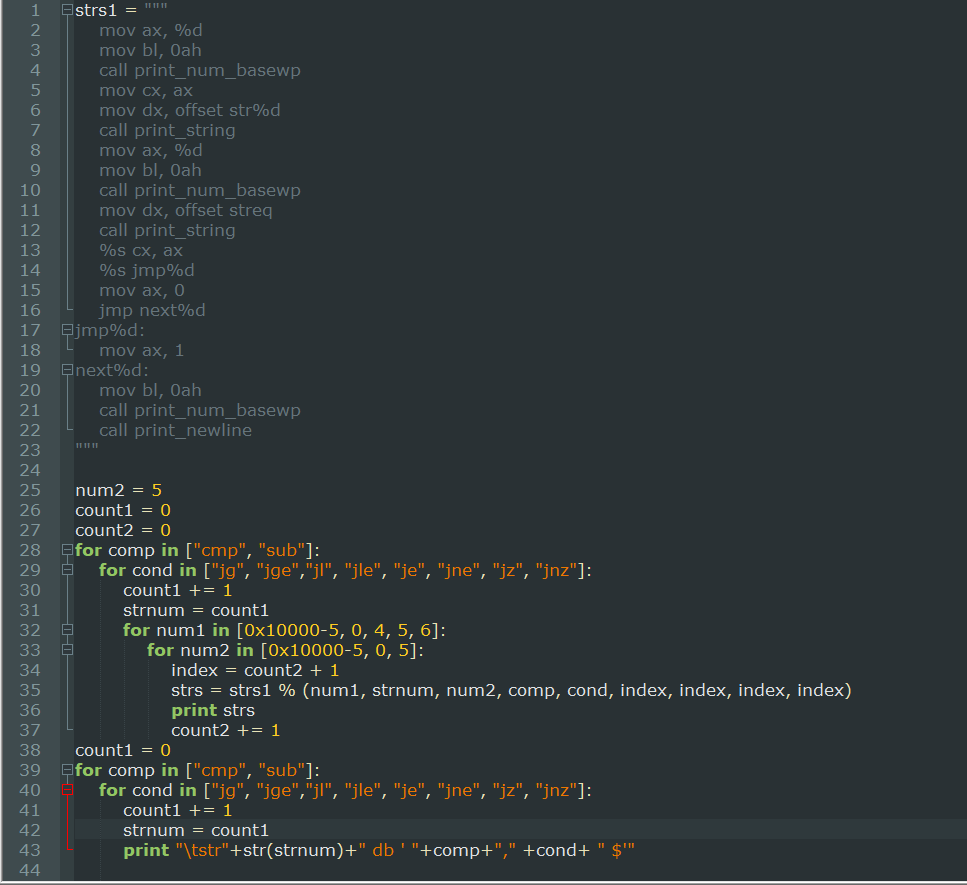 1 strs1 = """
2 mov ax, %d
3 mov bl, 0ah
4 call print_num_basewp
5 mov cx, ax
6 mov dx, offset str%d
7 call print_string
8 mov ax, %d
9 mov bl, 0ah
10 call print_num_basewp
11 mov dx, offset streq
12 call print_string
13 %s cx, ax
14 %s jmp%d
15 mov ax, 0
16 jmp next%d
17 jmp%d:
18 mov ax, 1
19 next%d:
20 mov bl, 0ah
21 call print_num_basewp
22 call print_newline
23 """
24
25 num2 = 5
26 count1 = 0
27 count2 = 0
28 for comp in ["cmp", "sub"]:
29 for cond in ["jg", "jge","jl", "jle", "je", "jne", "jz", "jnz"]:
30 count1 += 1
31 strnum = count1
32 for num1 in [0x10000-5, 0, 4, 5, 6]:
33 for num2 in [0x10000-5, 0, 5]:
34 index = count2 + 1
35 strs = strs1 % (num1, strnum, num2, comp, cond, index, index, index, index)
36 print strs
37 count2 += 1
38 count1 = 0
39 for comp in ["cmp", "sub"]:
40 for cond in ["jg", "jge","jl", "jle", "je", "jne", "jz", "jnz"]:
41 count1 += 1
42 strnum = count1
43 print "\tstr"+str(strnum)+" db ' "+comp+"," +cond+ " $'"
44